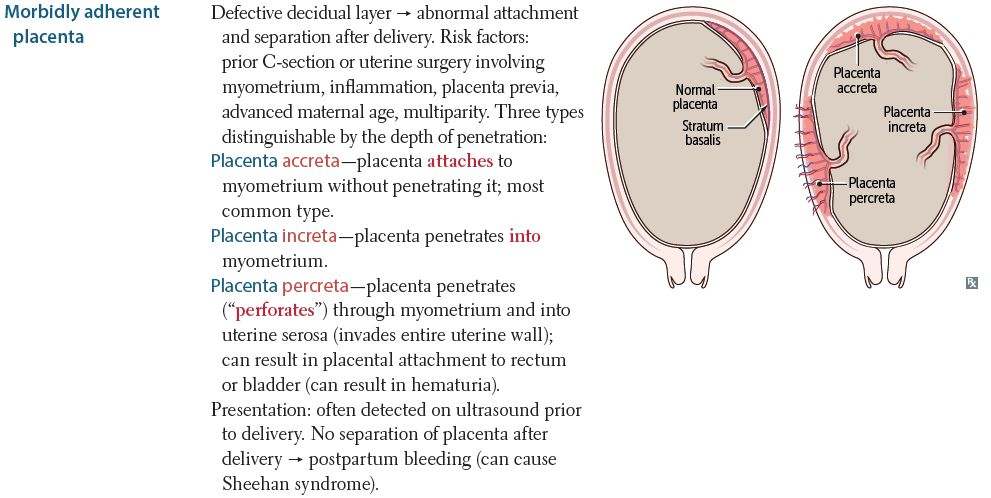 Morbidly adherent
placenta
Defective decidual layer → abnormal attachment
and separation after delivery. Risk factors:
prior C-section or uterine surgery involving
myometrium, inflammation, placenta previa,
advanced maternal age, multiparity. Three types
distinguishable by the depth of penetration:
Placenta accreta—placenta attaches to
myometrium without penetrating it; most
common type.
Placenta increta—placenta penetrates into
myometrium.
Placenta percreta—placenta penetrates
(“perforates”) through myometrium and into
uterine serosa (invades entire uterine wall);
can result in placental attachment to rectum
or bladder (can result in hematuria).
Presentation: often detected on ultrasound prior
to delivery. No separation of placenta after
delivery → postpartum bleeding (can cause
Sheehan syndrome).
Normal
placenta
Stratum
basalis
Placenta
accreta
Placenta
increta
Placenta
percreta
Rx